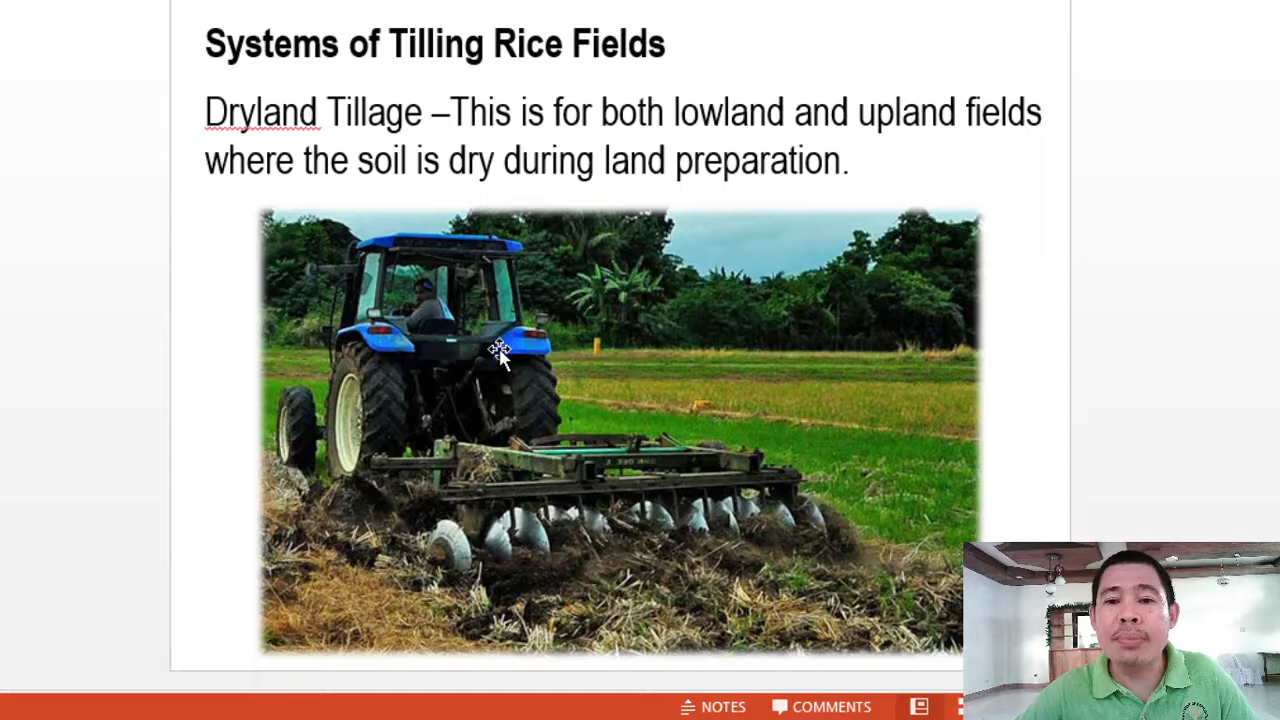 Systems of Tilling Rice Fields
Dryland Tillage –This is for both lowland and upland fields
where the soil is dry during land preparation.
NOTES
COMMENTS